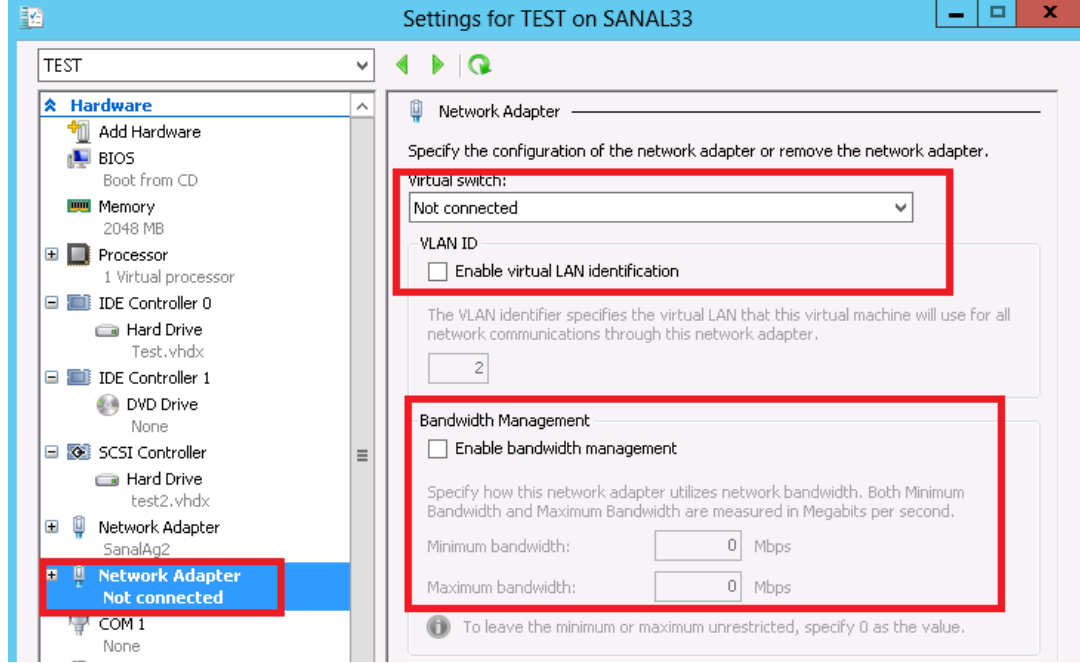 Settings for TEST on SANAL33
TEST
Hardware
Add Hardware
BIOS
Boot from CD
Memory
2048 MB
Processor
1 Virtual processor
IDE Controller 0
Hard Drive
Test.vhdx
IDE Controller 1
DVD Drive
None
SCSI Controller
Hard Drive
test2.vhdx
Network Adapter
SanalAg2
Network Adapter
Not connected
COM 1
None
Network Adapter
Specify the configuration of the network adapter or remove the network adapter.
Virtual switch:
Not connected
VLAN ID
Enable virtual LAN identification
The VLAN identifier specifies the virtual LAN that this virtual machine will use for all
network communications through this network adapter.
2
Bandwidth Management
Enable bandwidth management
Specify how this network adapter utilizes network bandwidth. Both Minimum
Bandwidth and Maximum Bandwidth are measured in Megabits per second.
Minimum bandwidth: 0 Mbps
Maximum bandwidth: 0 Mbps
To leave the minimum or maximum unrestricted, specify 0 as the value.